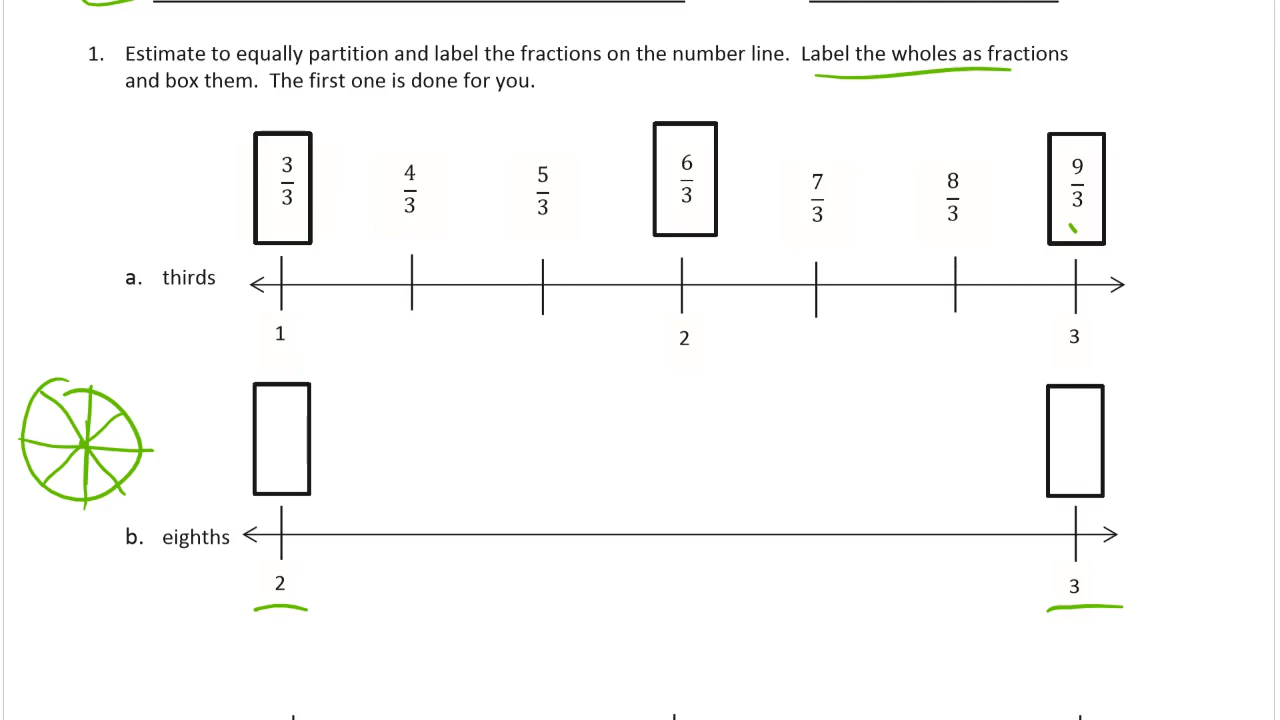 1. Estimate to equally partition and label the fractions on the number line. Label the wholes as fractions
and box them. The first one is done for you.
3/3 4/3 5/3 6/3 7/3 8/3 9/3
a. thirds
1 2 3
b. eighths
2 3